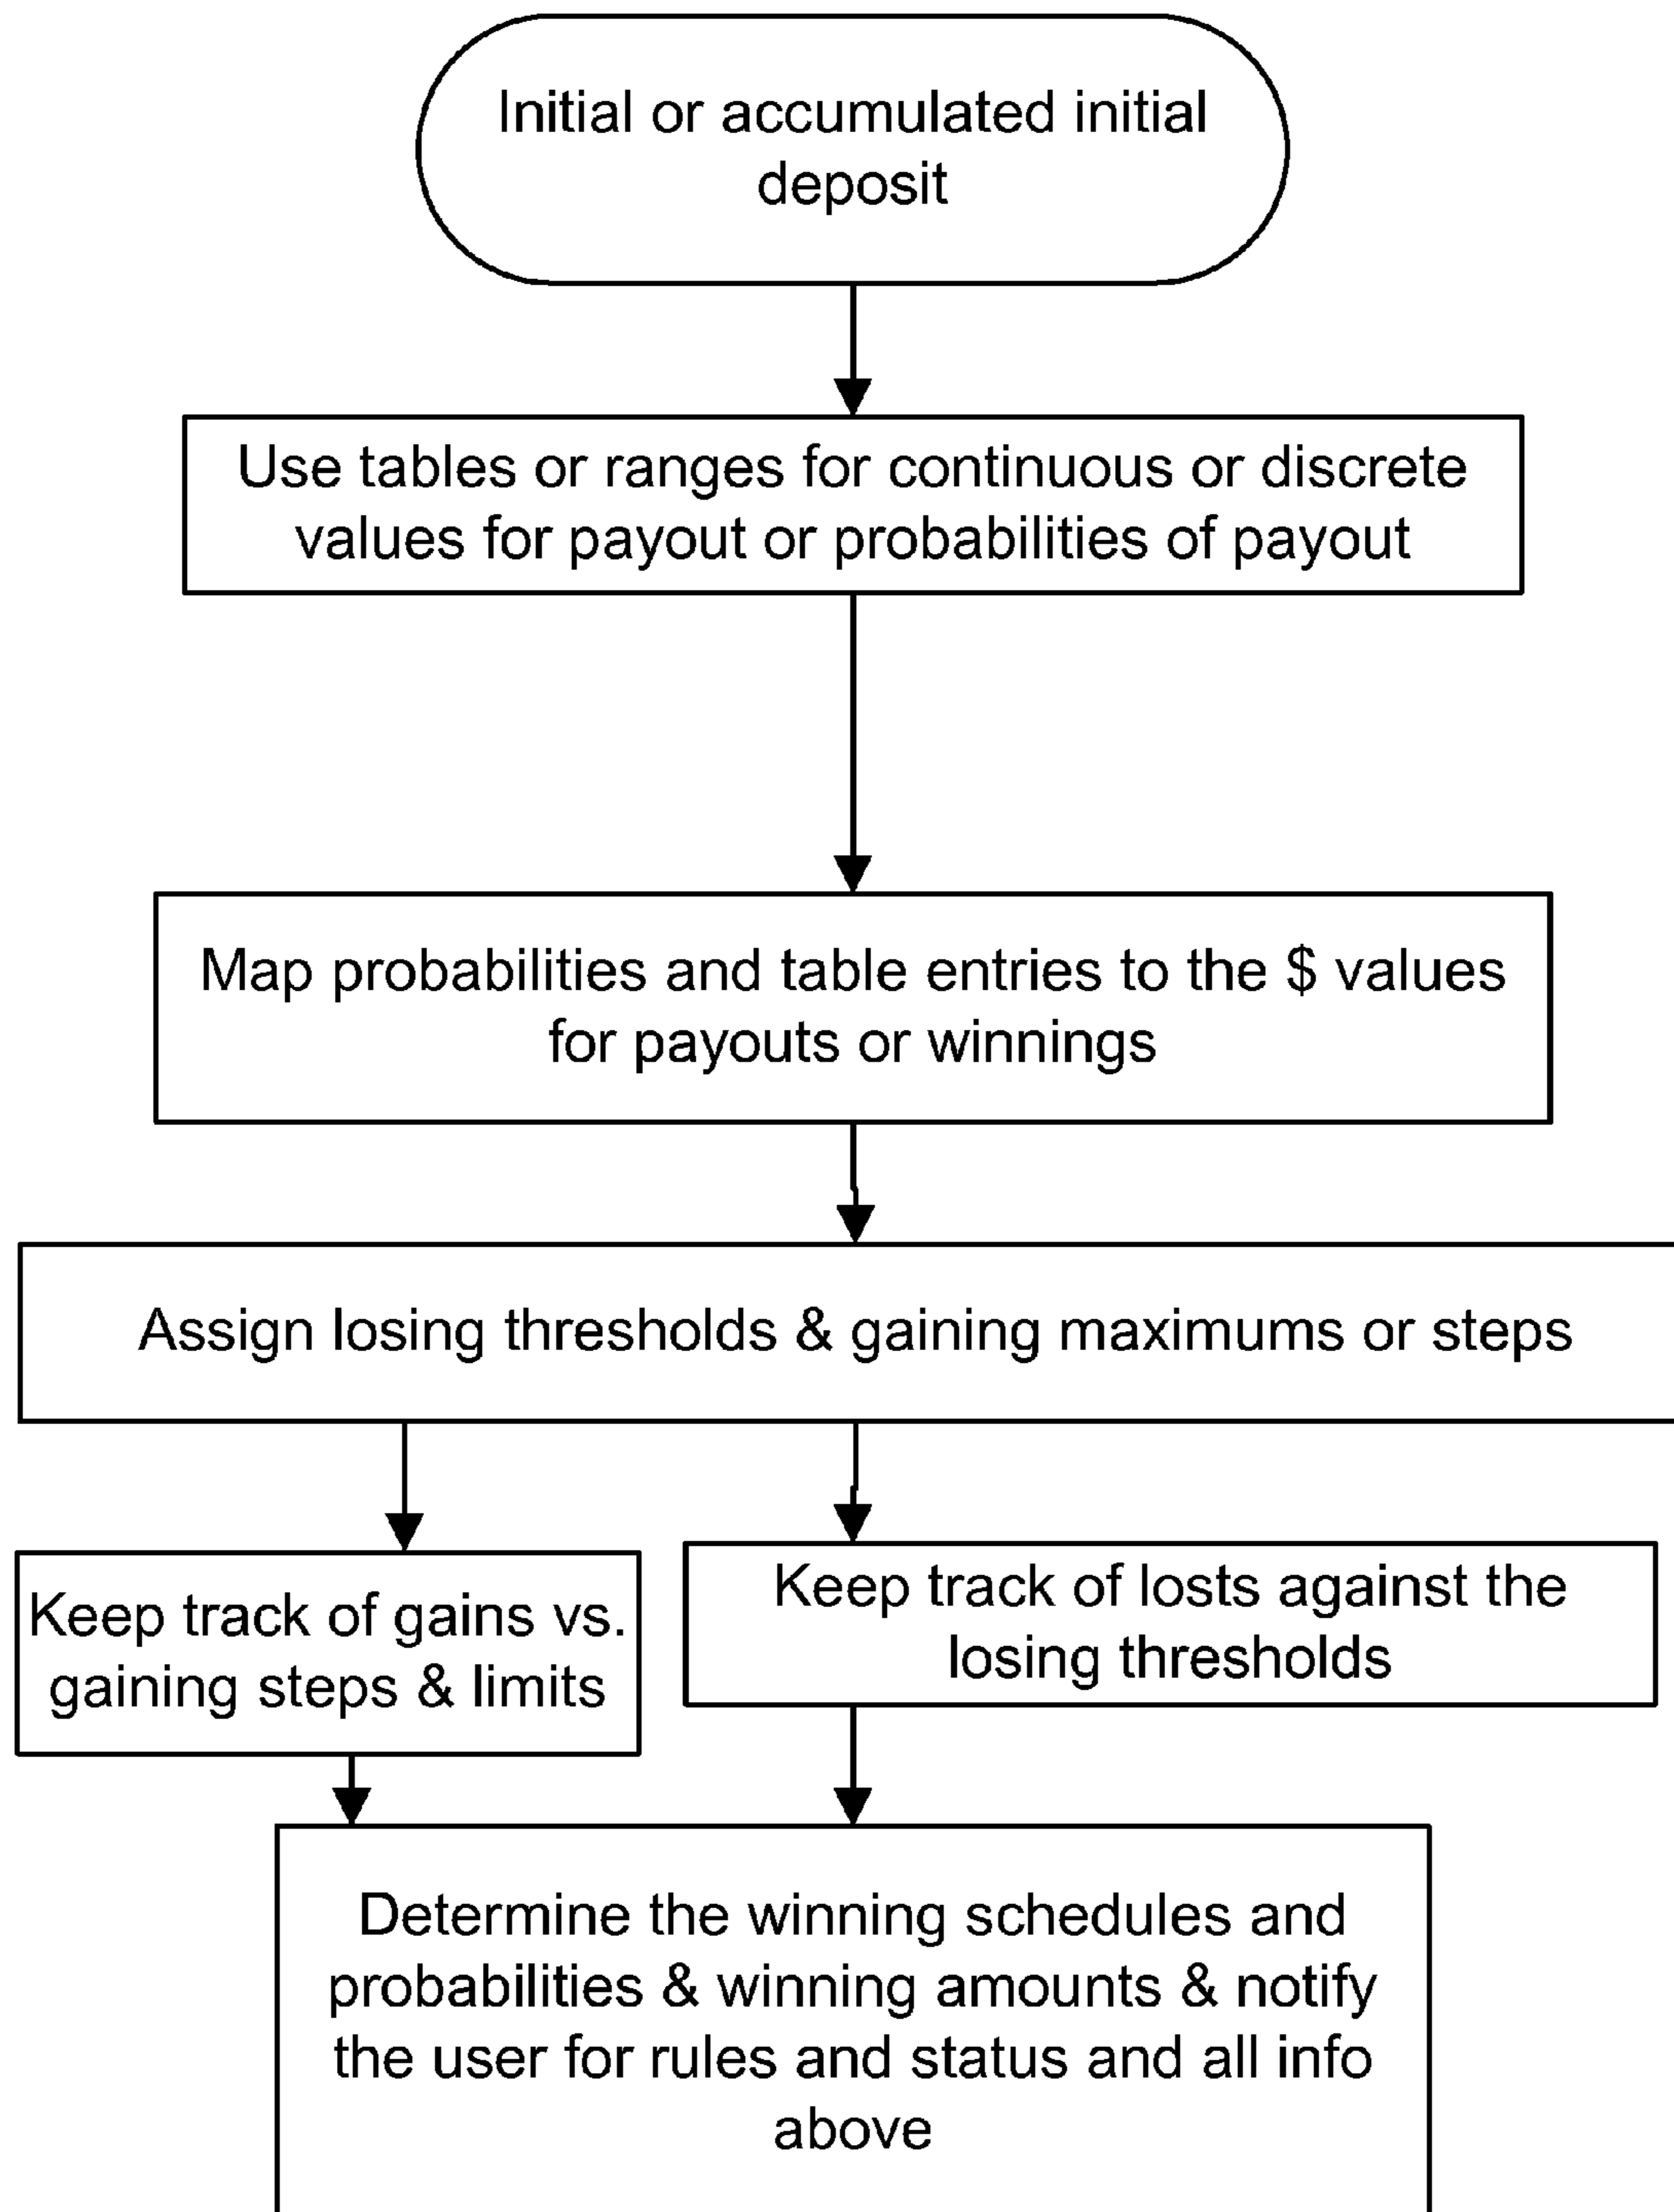 Initial or accumulated initial
deposit
Use tables or ranges for continuous or discrete
values for payout or probabilities of payout
Map probabilities and table entries to the $ values
for payouts or winnings
Assign losing thresholds & gaining maximums or steps
Keep track of gains vs.
gaining steps & limits
Keep track of losts against the
losing thresholds
Determine the winning schedules and
probabilities & winning amounts & notify
the user for rules and status and all info
above